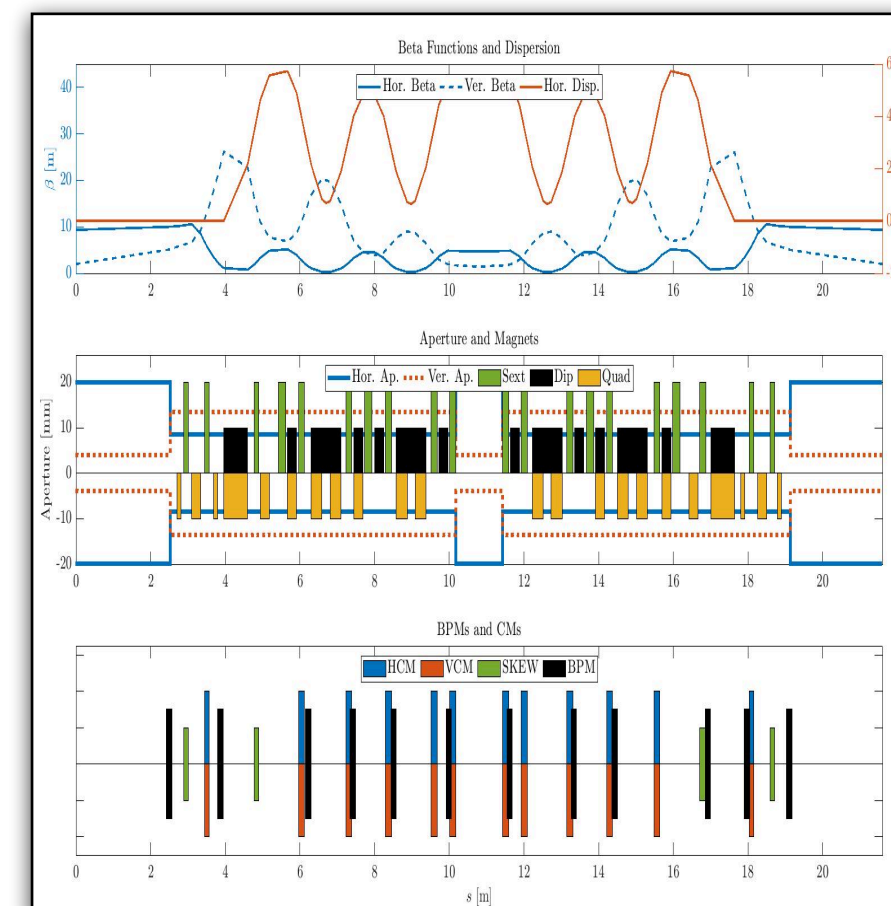 Beta Functions and Dispersion
Hor. Beta Ver. Beta Hor. Disp.
β [m]
40
30
20
10
0
6
4
2
0
0 2 4 6 8 10 12 14 16 18 20
Aperture and Magnets
Hor. Ap. Ver. Ap. Sext Dip Quad
Aperture [mm]
20
10
0
-10
-20
0 2 4 6 8 10 12 14 16 18 20
BPMs and CMs
HCM VCM SKEW BPM
0 2 4 6 8 10 12 14 16 18 20
s [m]